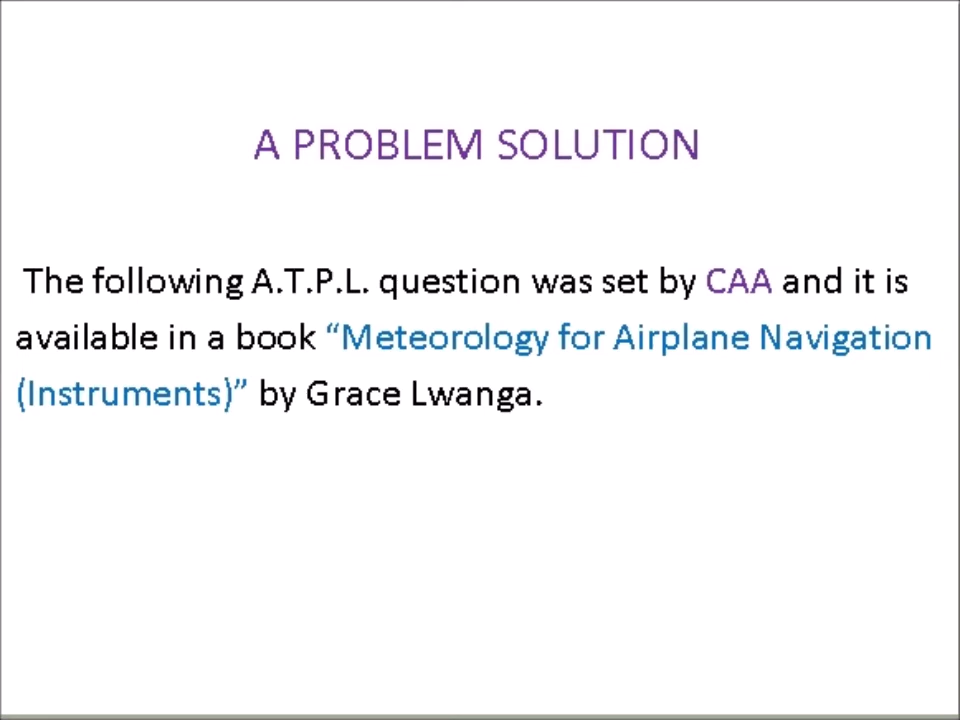 A PROBLEM SOLUTION
The following A.T.P.L. question was set by CAA and it is
available in a book “Meteorology for Airplane Navigation
(Instruments)” by Grace Lwanga.